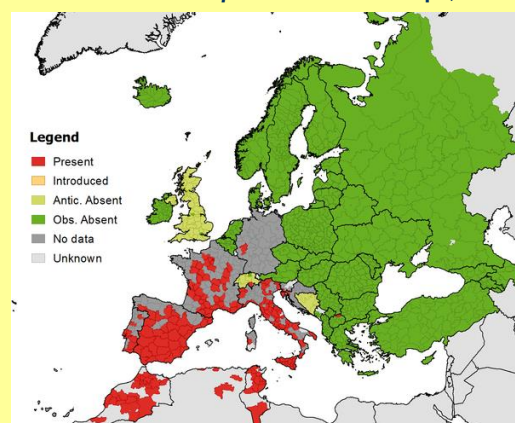 Legend
Present
Introduced
Antic. Absent
Obs. Absent
No data
Unknown